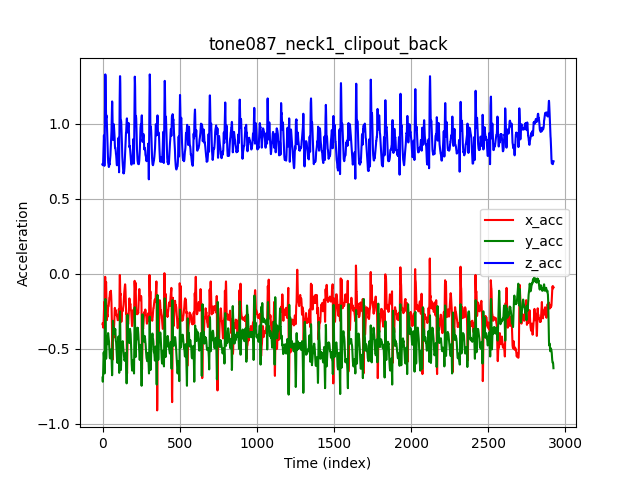 tone087_neck1_clipout_back
1.0
0.5
0.0
−0.5
−1.0
Acceleration
x_acc
y_acc
z_acc
0 500 1000 1500 2000 2500 3000
Time (index)